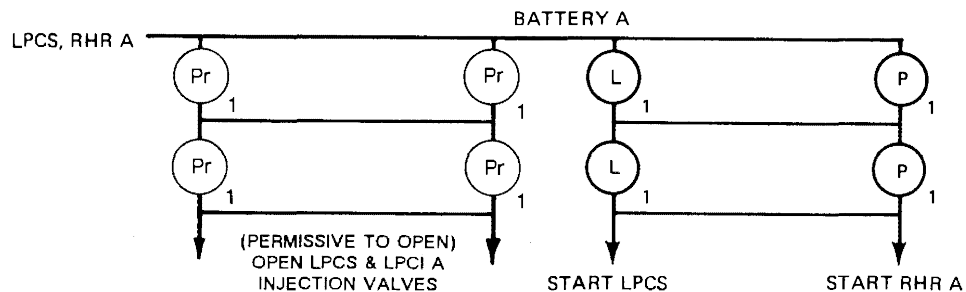 BATTERY A
LPCS, RHR A
Pr Pr L P
1 1 1 1
Pr Pr L P
1 1 1 1
(PERMISSIVE TO OPEN)
OPEN LPCS & LPCI A
INJECTION VALVES
START LPCS
START RHR A